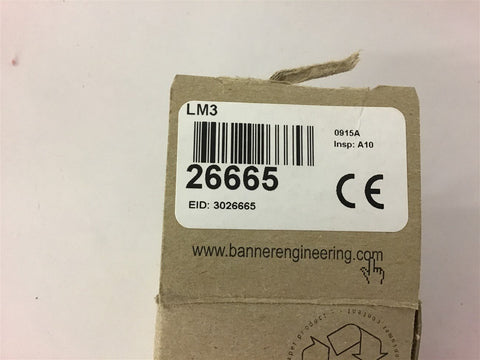 LM3
0915A
Insp: A10
26665
EID: 3026665
CE
www.bannerengineering.com